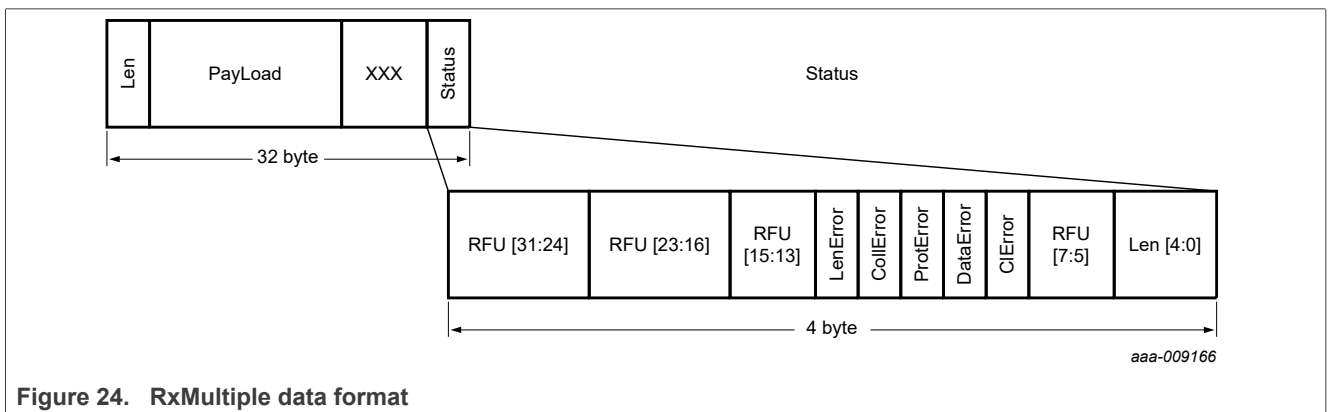 Len
PayLoad
XXX
Status
Status
32 byte
RFU [31:24]
RFU [23:16]
RFU
[15:13]
LenError
CollError
ProtError
DataError
ClError
RFU
[7:5]
Len [4:0]
4 byte
aaa-009166
Figure 24. RxMultiple data format